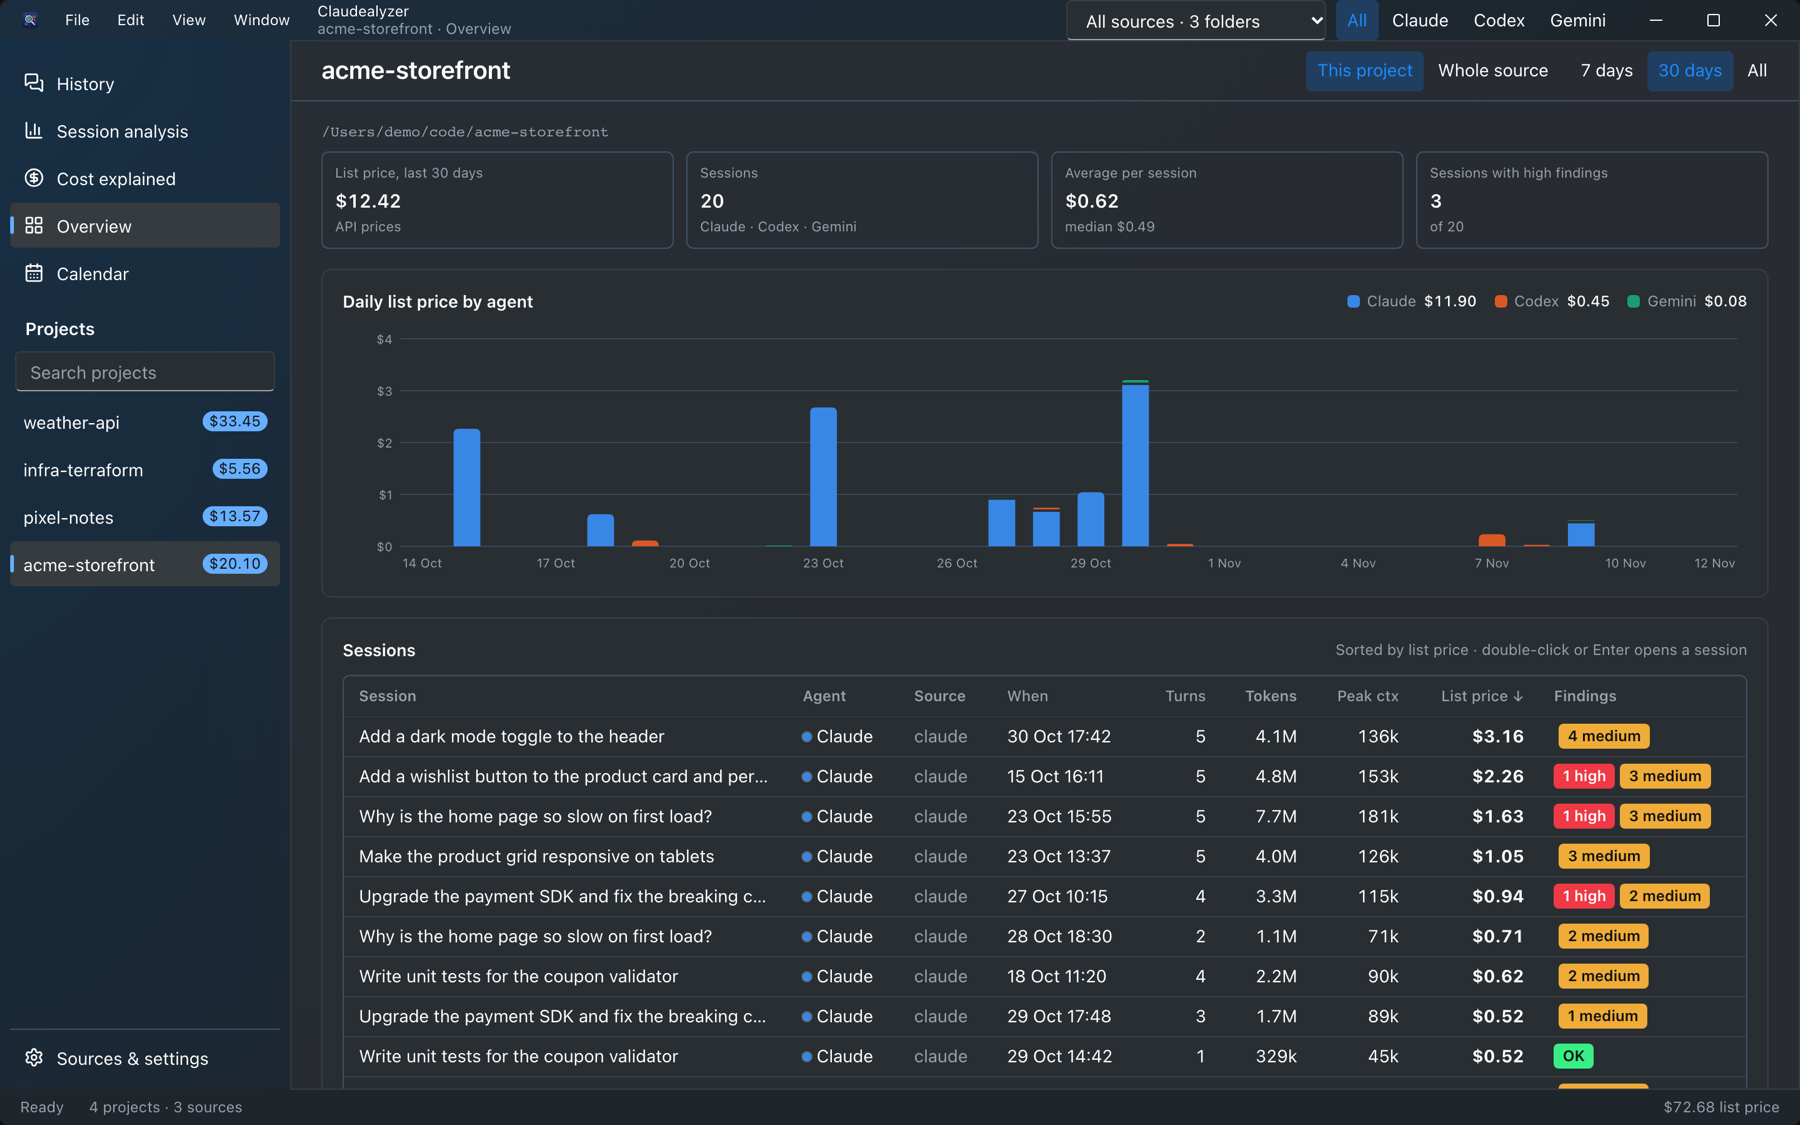 File Edit View Window
Claudealyzer
acme-storefront · Overview
All sources · 3 folders
All Claude Codex Gemini
History
Session analysis
Cost explained
Overview
Calendar
Projects
Search projects
weather-api $33.45
infra-terraform $5.56
pixel-notes $13.57
acme-storefront $20.10
Sources & settings
acme-storefront
This project Whole source 7 days 30 days All
/Users/demo/code/acme-storefront
List price, last 30 days
$12.42
API prices
Sessions
20
Claude · Codex · Gemini
Average per session
$0.62
median $0.49
Sessions with high findings
3
of 20
Daily list price by agent
Claude $11.90 Codex $0.45 Gemini $0.08
$4
$3
$2
$1
$0
14 Oct 17 Oct 20 Oct 23 Oct 26 Oct 29 Oct 1 Nov 4 Nov 7 Nov 10 Nov 12 Nov
Sessions
Sorted by list price · double-click or Enter opens a session
Session Agent Source When Turns Tokens Peak ctx List price ↓ Findings
Add a dark mode toggle to the header Claude claude 30 Oct 17:42 5 4.1M 136k $3.16 4 medium
Add a wishlist button to the product card and per... Claude claude 15 Oct 16:11 5 4.8M 153k $2.26 1 high 3 medium
Why is the home page so slow on first load? Claude claude 23 Oct 15:55 5 7.7M 181k $1.63 1 high 3 medium
Make the product grid responsive on tablets Claude claude 23 Oct 13:37 5 4.0M 126k $1.05 3 medium
Upgrade the payment SDK and fix the breaking c... Claude claude 27 Oct 10:15 4 3.3M 115k $0.94 1 high 2 medium
Why is the home page so slow on first load? Claude claude 28 Oct 18:30 2 1.1M 71k $0.71 2 medium
Write unit tests for the coupon validator Claude claude 18 Oct 11:20 4 2.2M 90k $0.62 2 medium
Upgrade the payment SDK and fix the breaking c... Claude claude 29 Oct 17:48 3 1.7M 89k $0.52 1 medium
Write unit tests for the coupon validator Claude claude 29 Oct 14:42 1 329k 45k $0.52 OK
Ready 4 projects · 3 sources
$72.68 list price